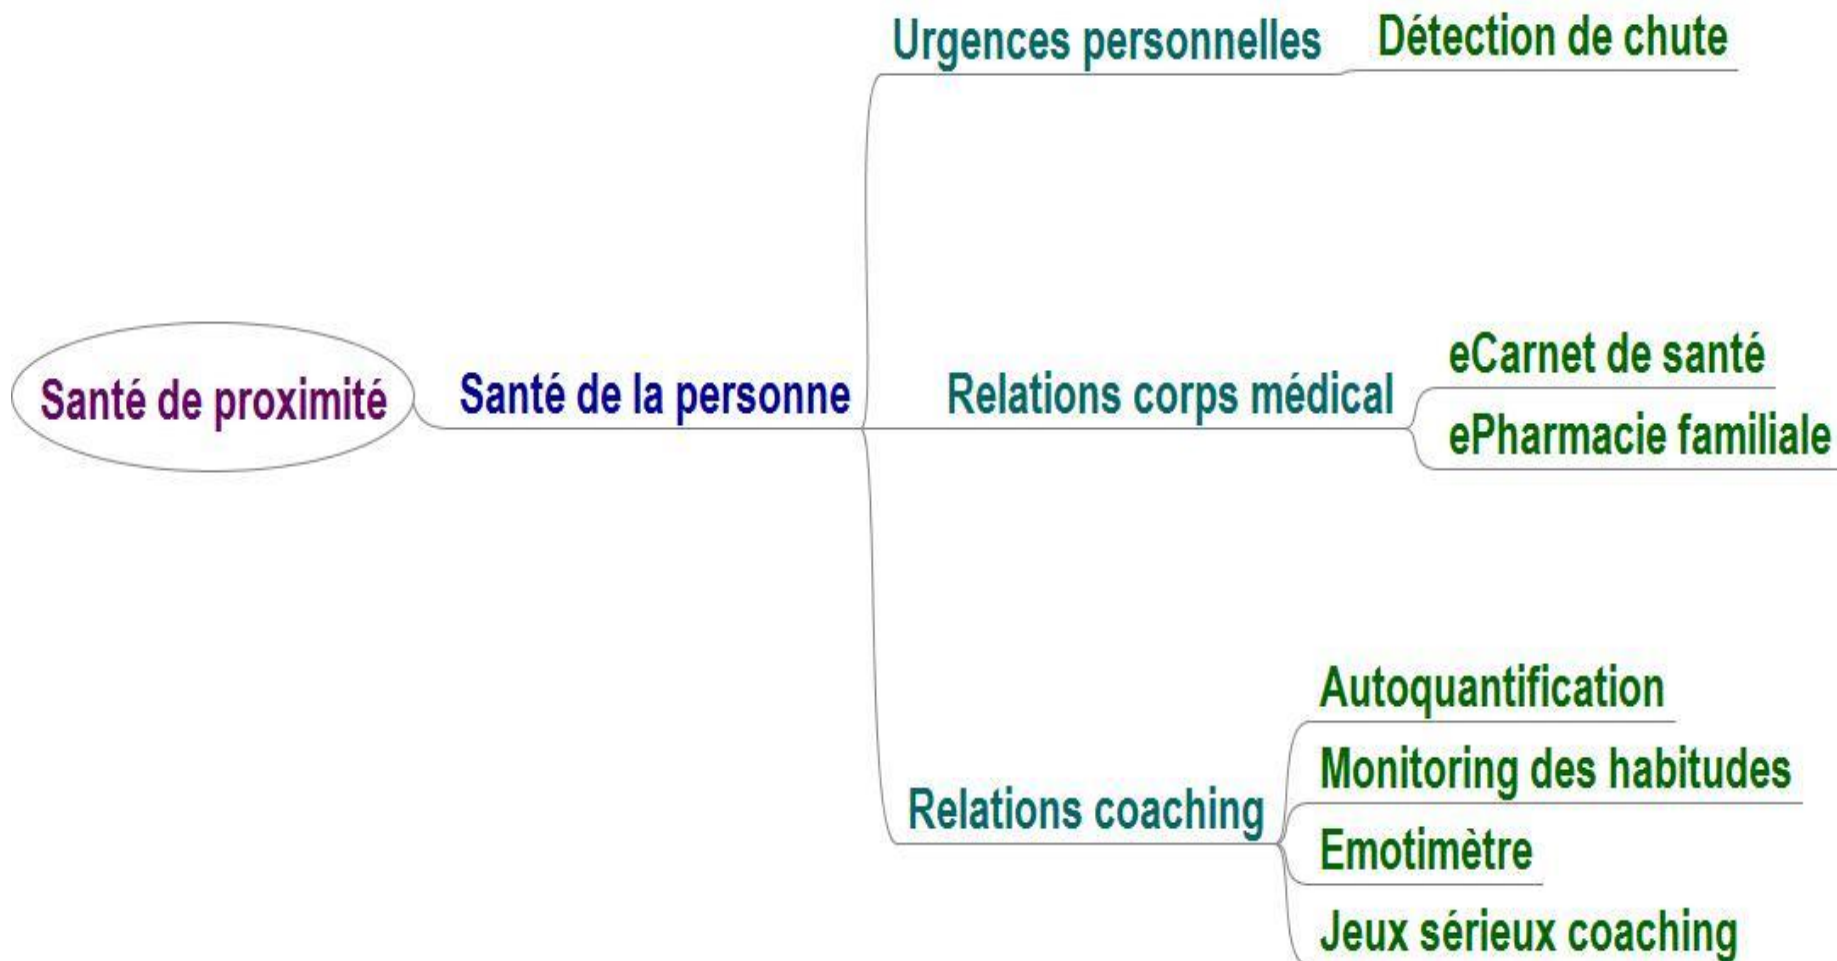 Urgences personnelles
Détection de chute
Santé de proximité
Santé de la personne
Relations corps médical
eCarnet de santé
ePharmacie familiale
Relations coaching
Autoquantification
Monitoring des habitudes
Emotimètre
Jeux sérieux coaching